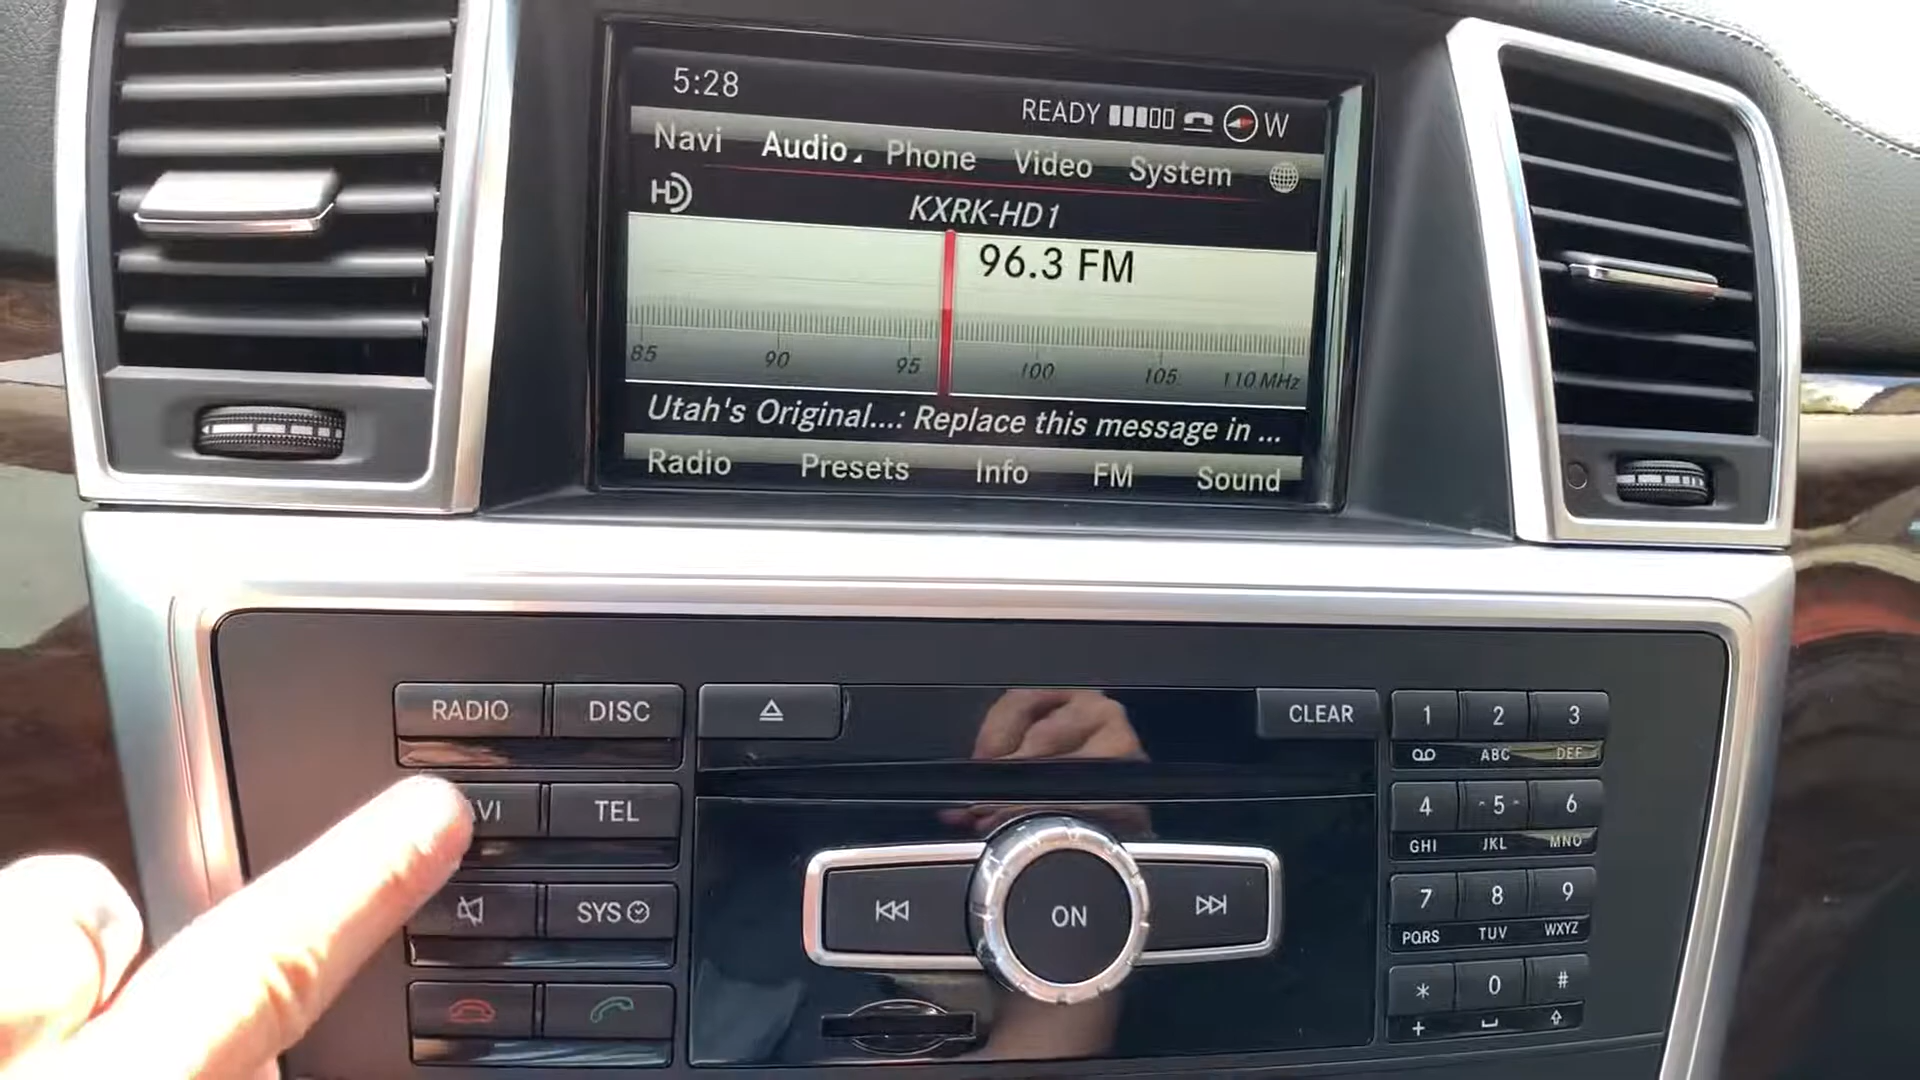 5:28
READY W
Navi Audio Phone Video System
HD KXRK-HD1
96.3 FM
85 90 95 100 105 110 MHz
Utah's Original...: Replace this message in ...
Radio Presets Info FM Sound
RADIO DISC CLEAR 1 2 3
ABC DEF
AVI TEL 4 5 6
GHI JKL MNO
SYS ON 7 8 9
PQRS TUV WXYZ
* 0 #
+